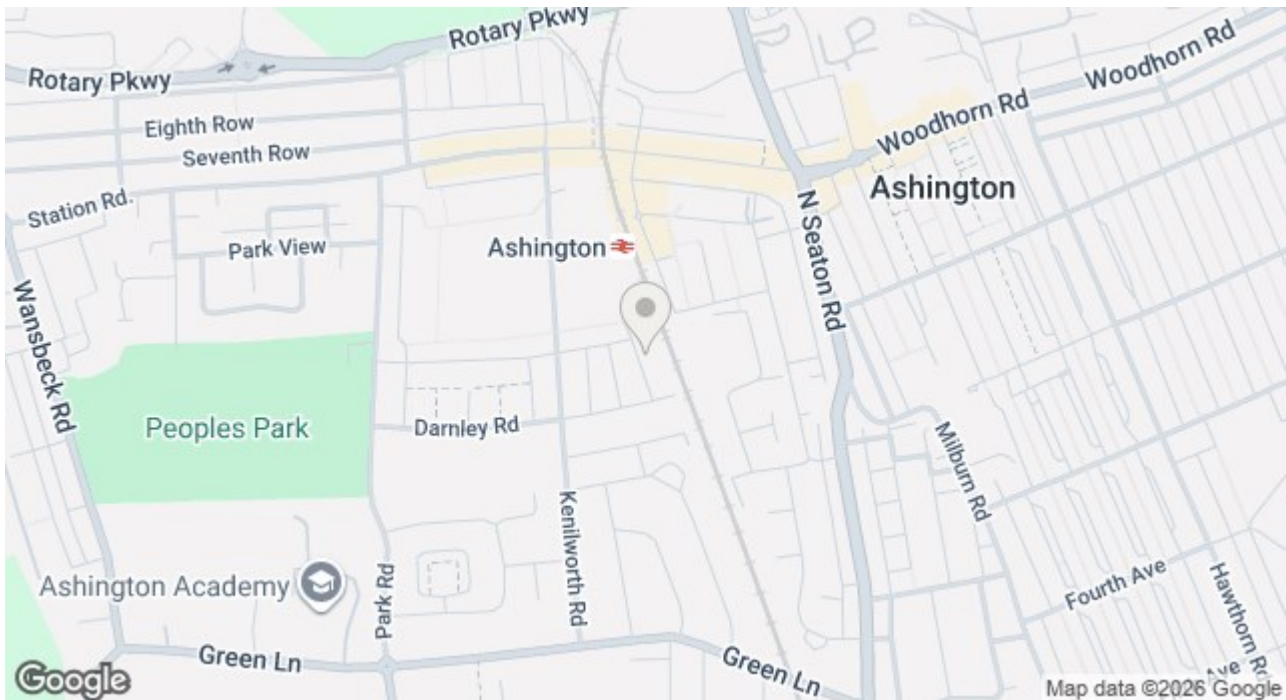 Rotary Pkwy
Rotary Pkwy
Woodhorn Rd
Woodhorn Rd
Eighth Row
Seventh Row
Station Rd.
Ashington
N Seaton Rd
Park View
Ashington
Wansbeck Rd
Peoples Park
Darnley Rd
Milburn Rd
Kenilworth Rd
Ashington Academy
Park Rd
Fourth Ave
Hawthorn Rd
Green Ln
Green Ln
Ave
Google
Map data ©2026 Google